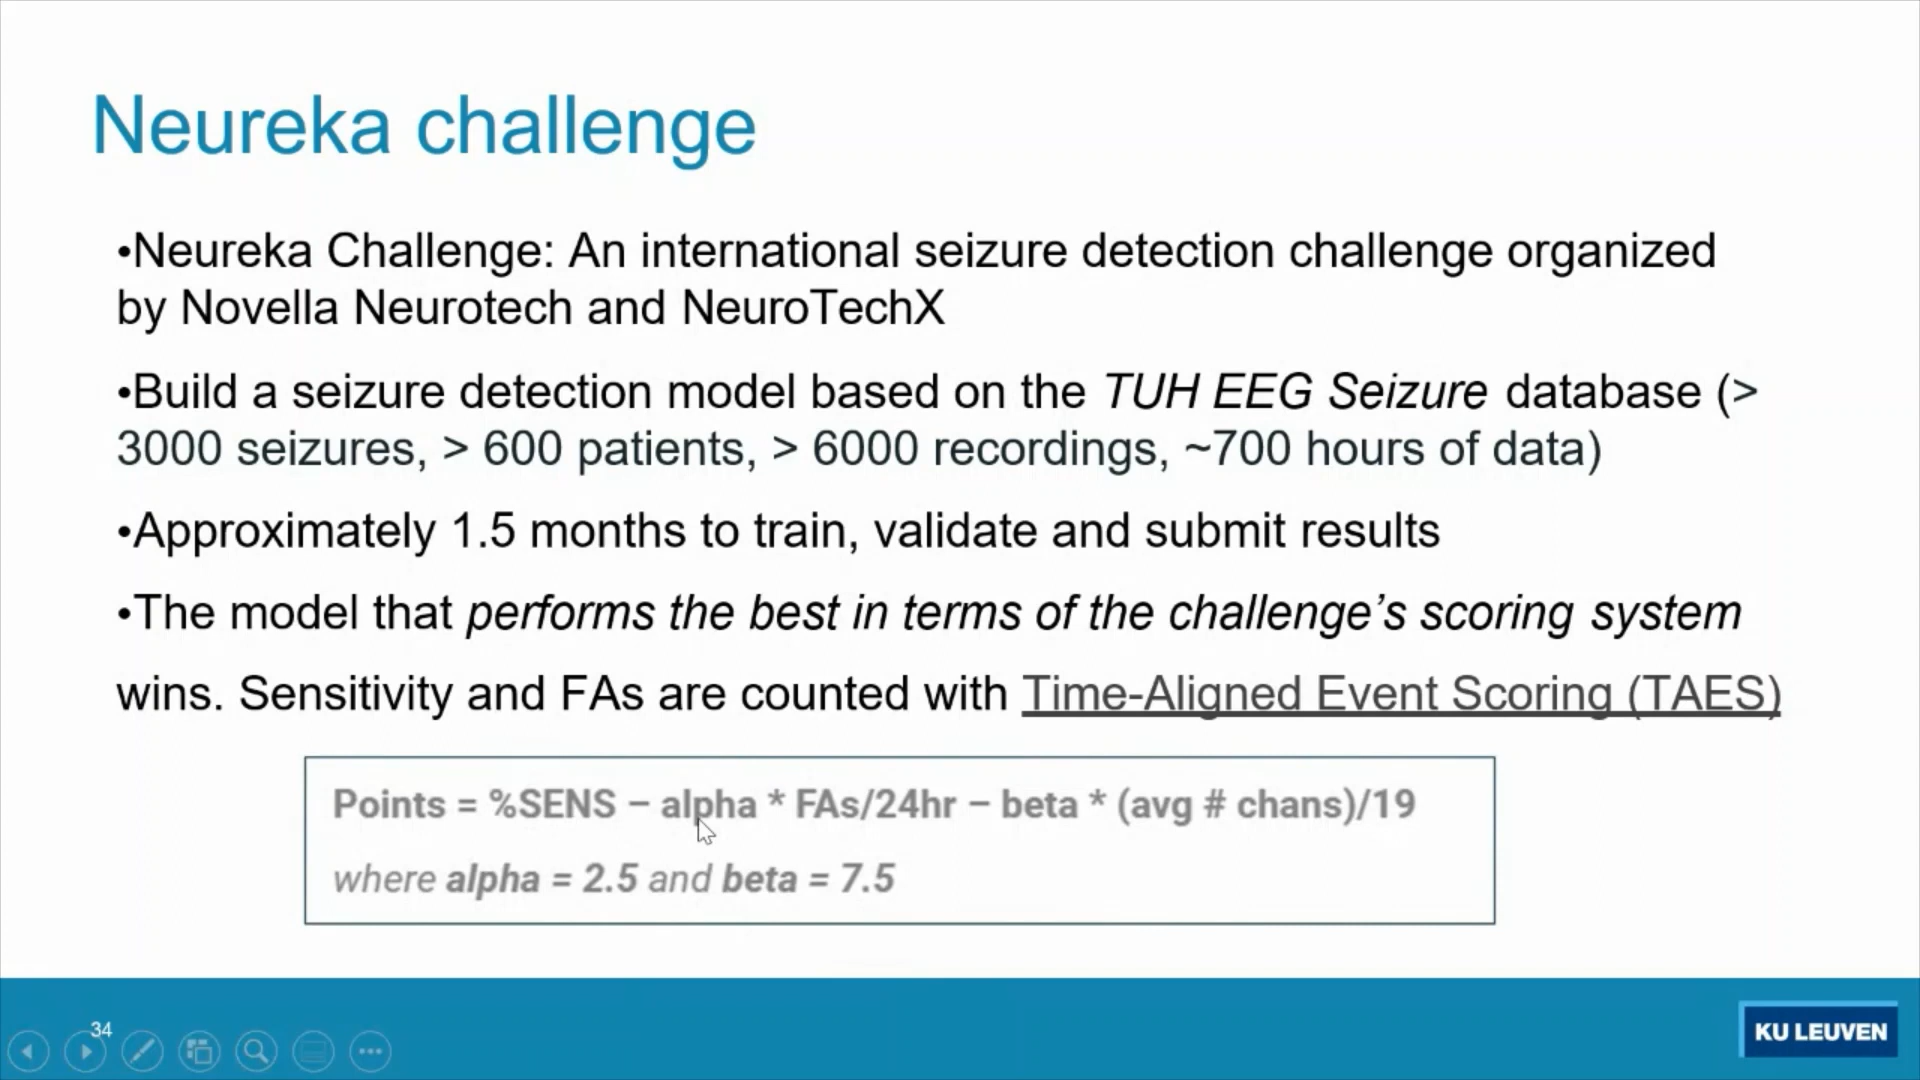 Neureka challenge
•Neureka Challenge: An international seizure detection challenge organized
by Novella Neurotech and NeuroTechX
•Build a seizure detection model based on the TUH EEG Seizure database (>
3000 seizures, > 600 patients, > 6000 recordings, ~700 hours of data)
•Approximately 1.5 months to train, validate and submit results
•The model that performs the best in terms of the challenge’s scoring system
wins. Sensitivity and FAs are counted with Time-Aligned Event Scoring (TAES)
Points = %SENS – alpha * FAs/24hr – beta * (avg # chans)/19
where alpha = 2.5 and beta = 7.5
34
KU LEUVEN